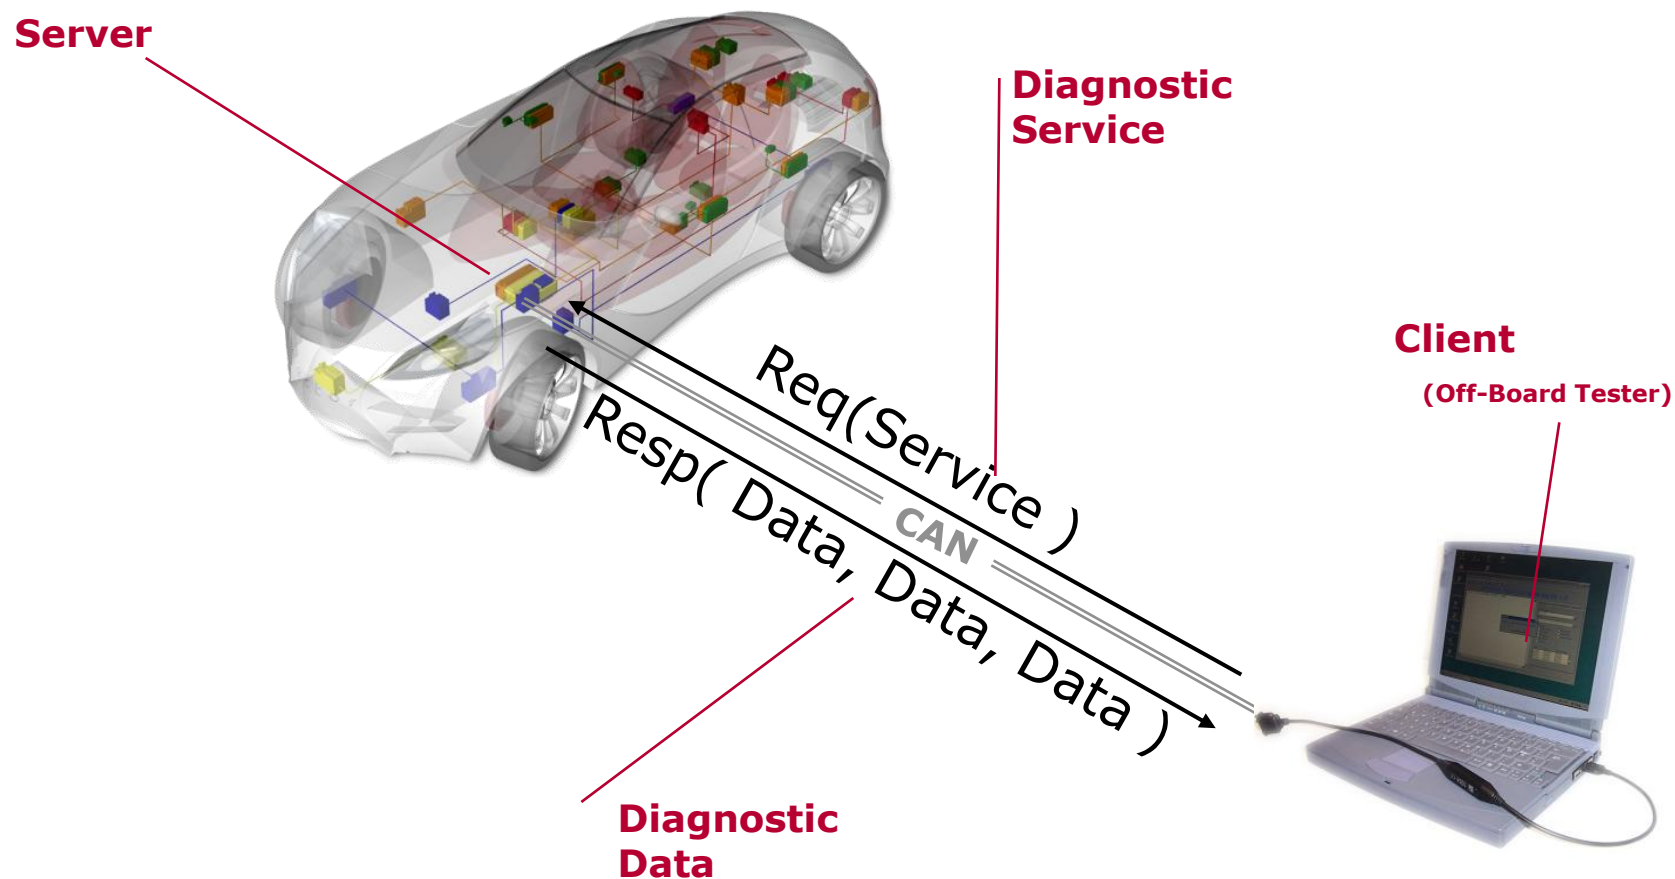 Server
Diagnostic
Service
Client
(Off-Board Tester)
Req(Service )
CAN
Resp( Data, Data, Data )
Diagnostic
Data